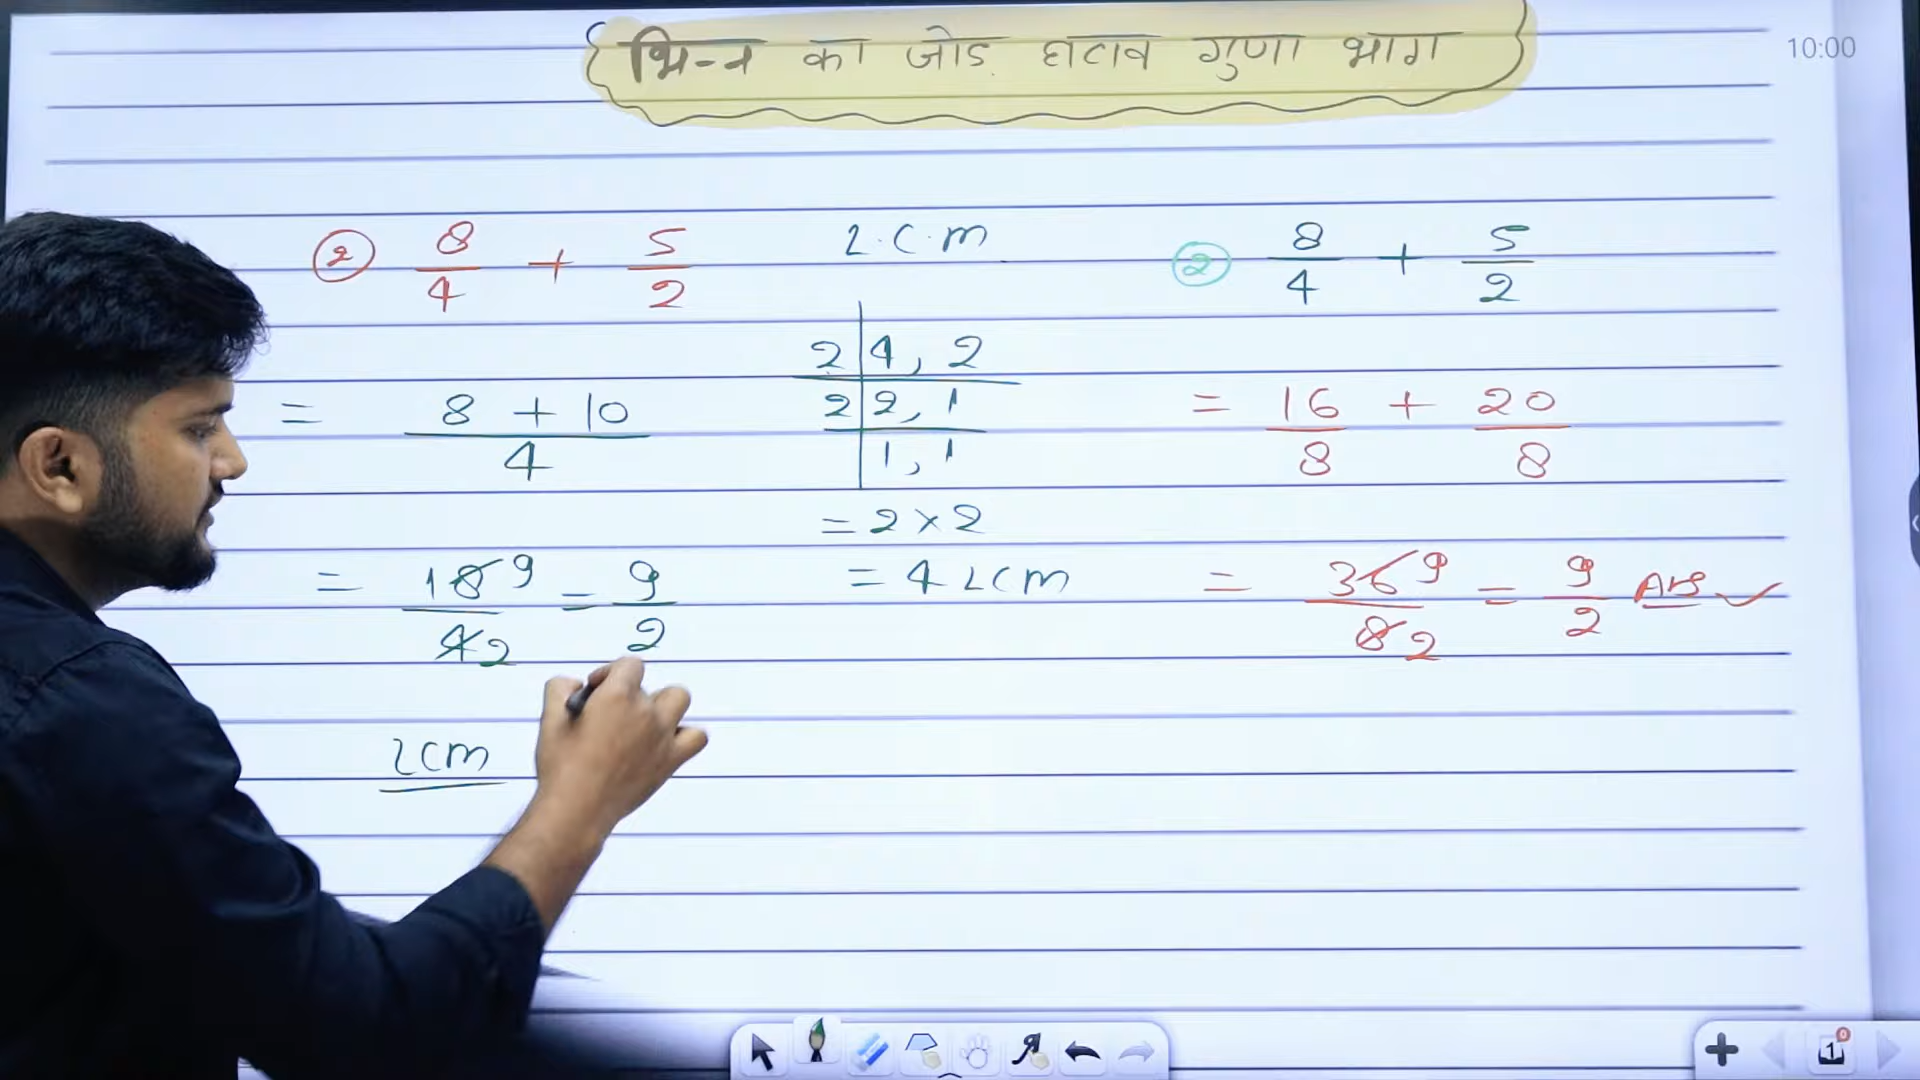 भिन्न का जोड़ घटाव गुणा भाग
10:00
② 8/4 + 5/2
= (8 + 10)/4
= 18 9/4 2 = 9/2
LCM
L.C.M
2 | 4, 2
2 | 2, 1
1, 1
= 2 × 2
= 4 LCM
② 8/4 + 5/2
= 16/8 + 20/8
= 36 9/8 2 = 9/2 Ans ✓
1